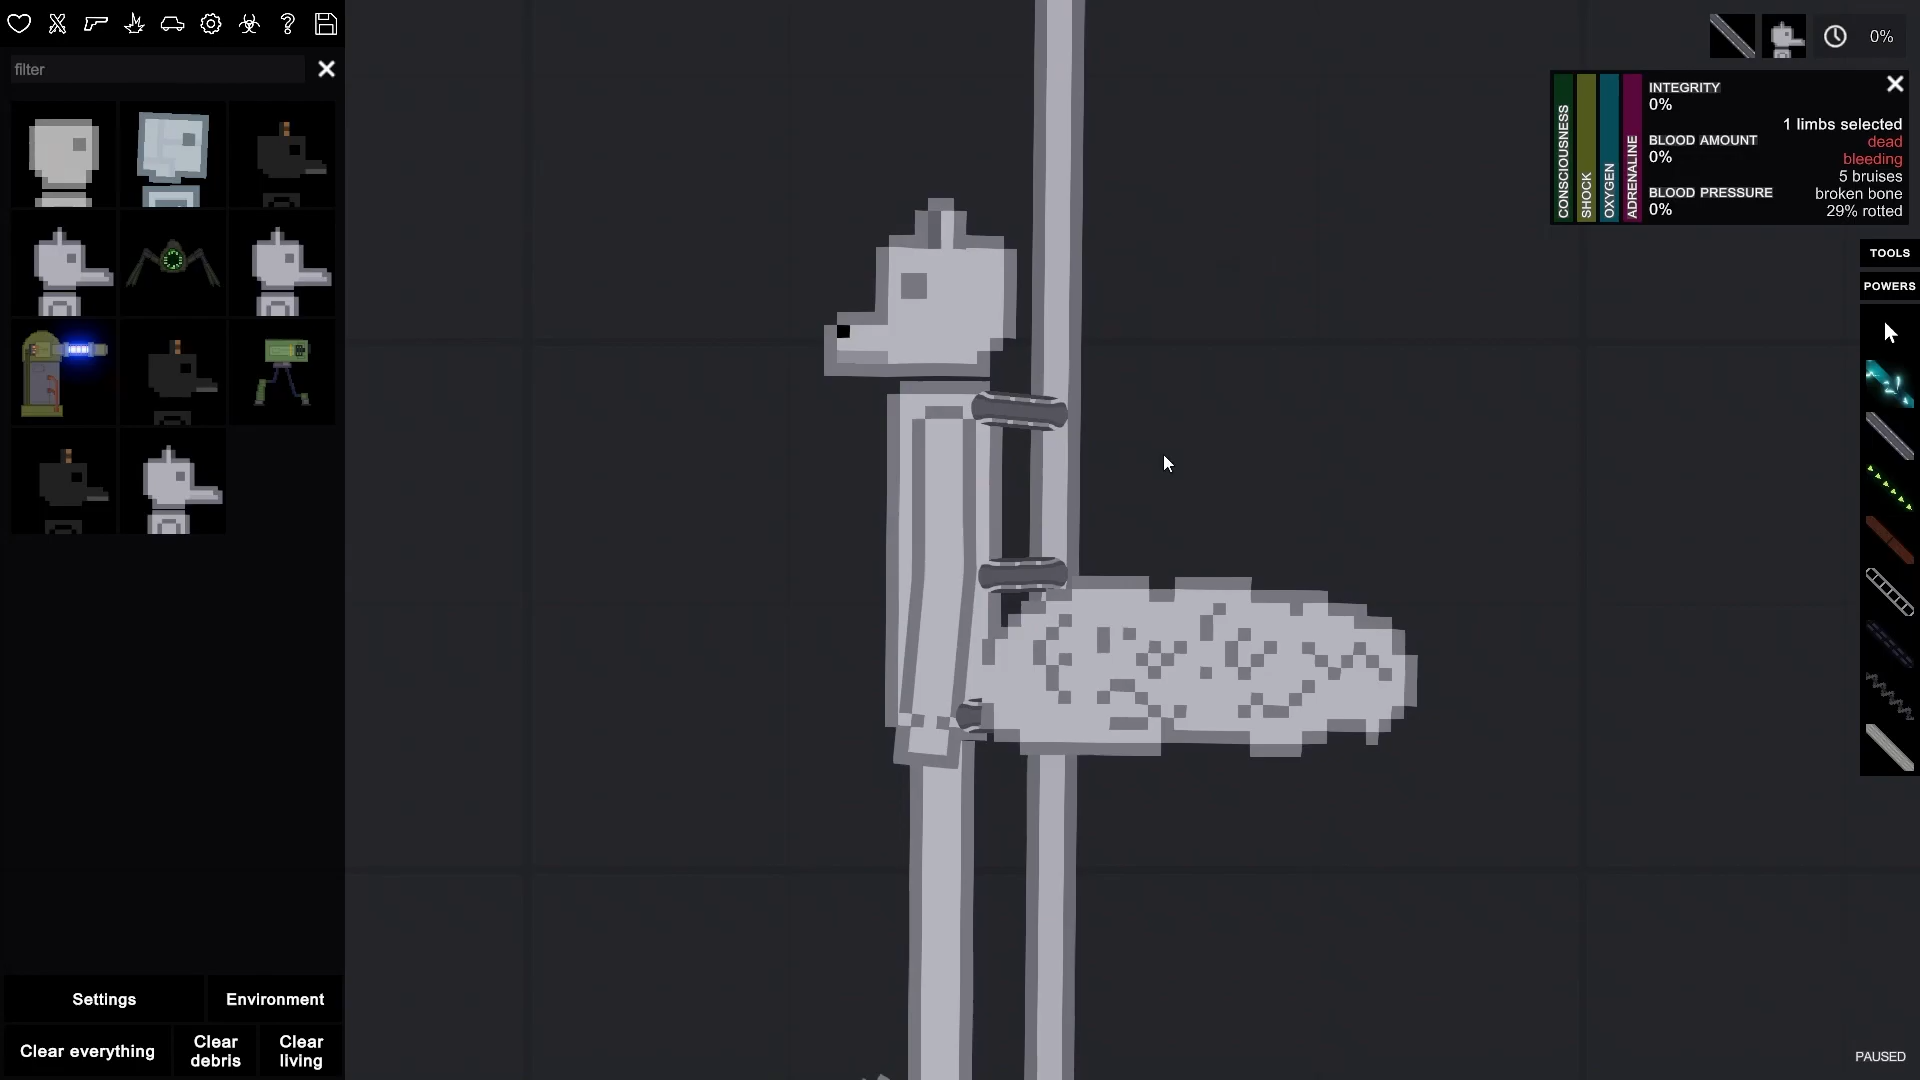 filter
0%
CONSCIOUSNESS
SHOCK
OXYGEN
ADRENALINE
INTEGRITY
0%
BLOOD AMOUNT
0%
BLOOD PRESSURE
0%
1 limbs selected
dead
bleeding
5 bruises
broken bone
29% rotted
TOOLS
POWERS
Settings
Environment
Clear everything
Clear
debris
Clear
living
PAUSED